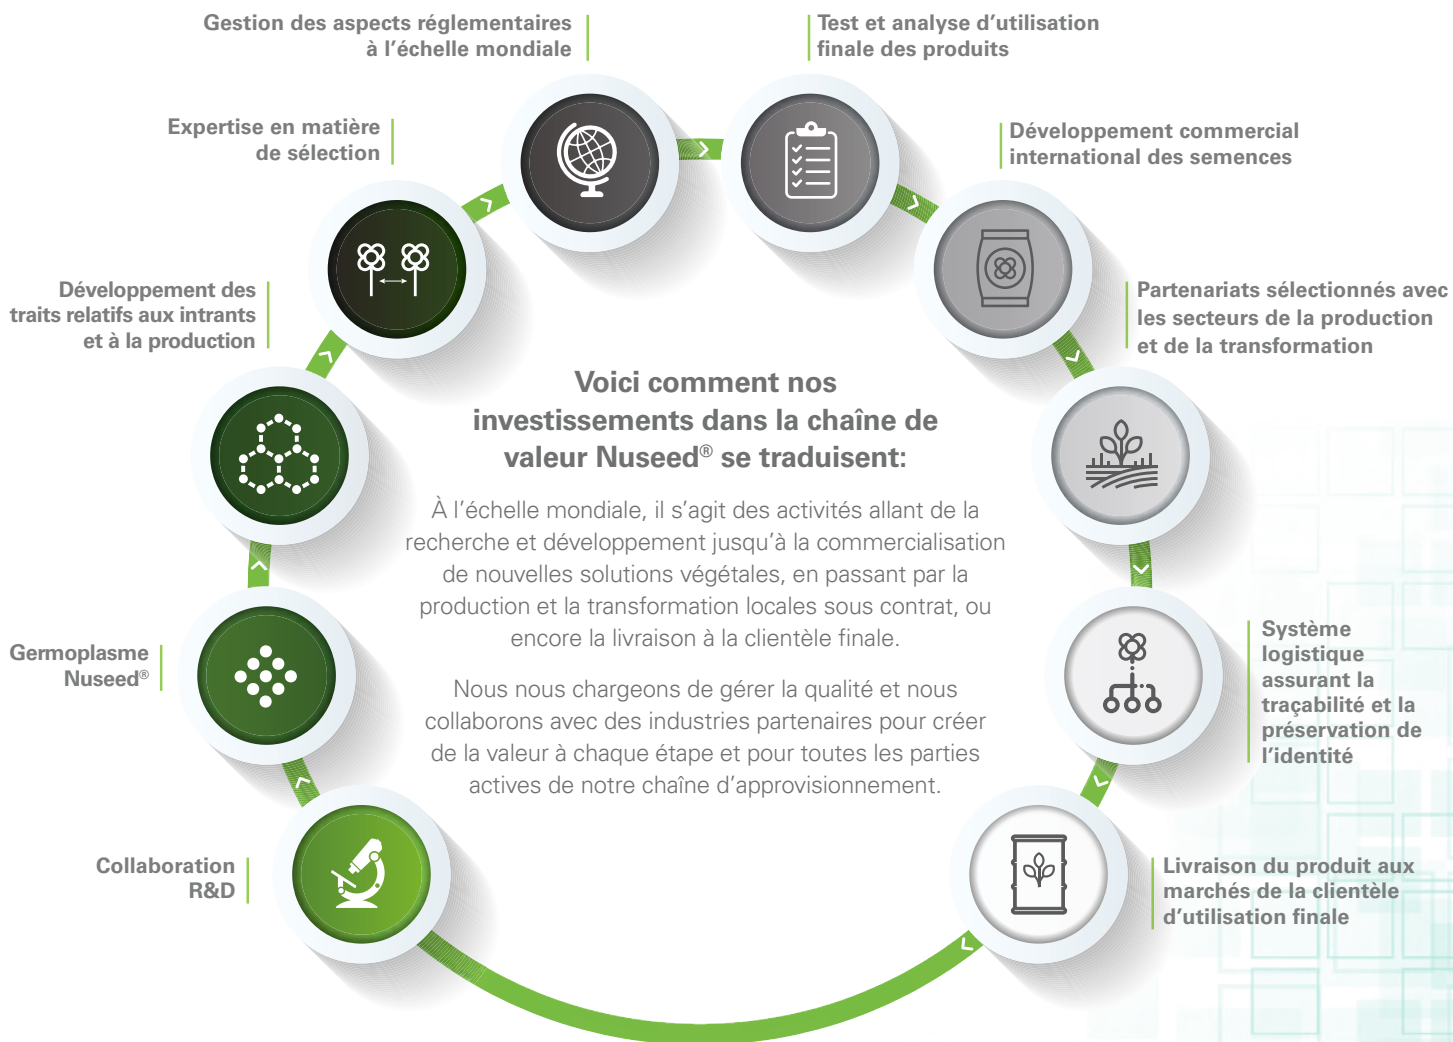 Gestion des aspects réglementaires
à l’échelle mondiale
Test et analyse d’utilisation
finale des produits
Expertise en matière
de sélection
Développement commercial
international des semences
Développement des
traits relatifs aux intrants
et à la production
Partenariats sélectionnés avec
les secteurs de la production
et de la transformation
Voici comment nos
investissements dans la chaîne de
valeur Nuseed® se traduisent:
À l’échelle mondiale, il s’agit des activités allant de la
recherche et développement jusqu’à la commercialisation
de nouvelles solutions végétales, en passant par la
production et la transformation locales sous contrat, ou
encore la livraison à la clientèle finale.
Nous nous chargeons de gérer la qualité et nous
collaborons avec des industries partenaires pour créer
de la valeur à chaque étape et pour toutes les parties
actives de notre chaîne d’approvisionnement.
Germoplasme
Nuseed®
Système
logistique
assurant la
traçabilité et la
préservation de
l’identité
Collaboration
R&D
Livraison du produit aux
marchés de la clientèle
d’utilisation finale